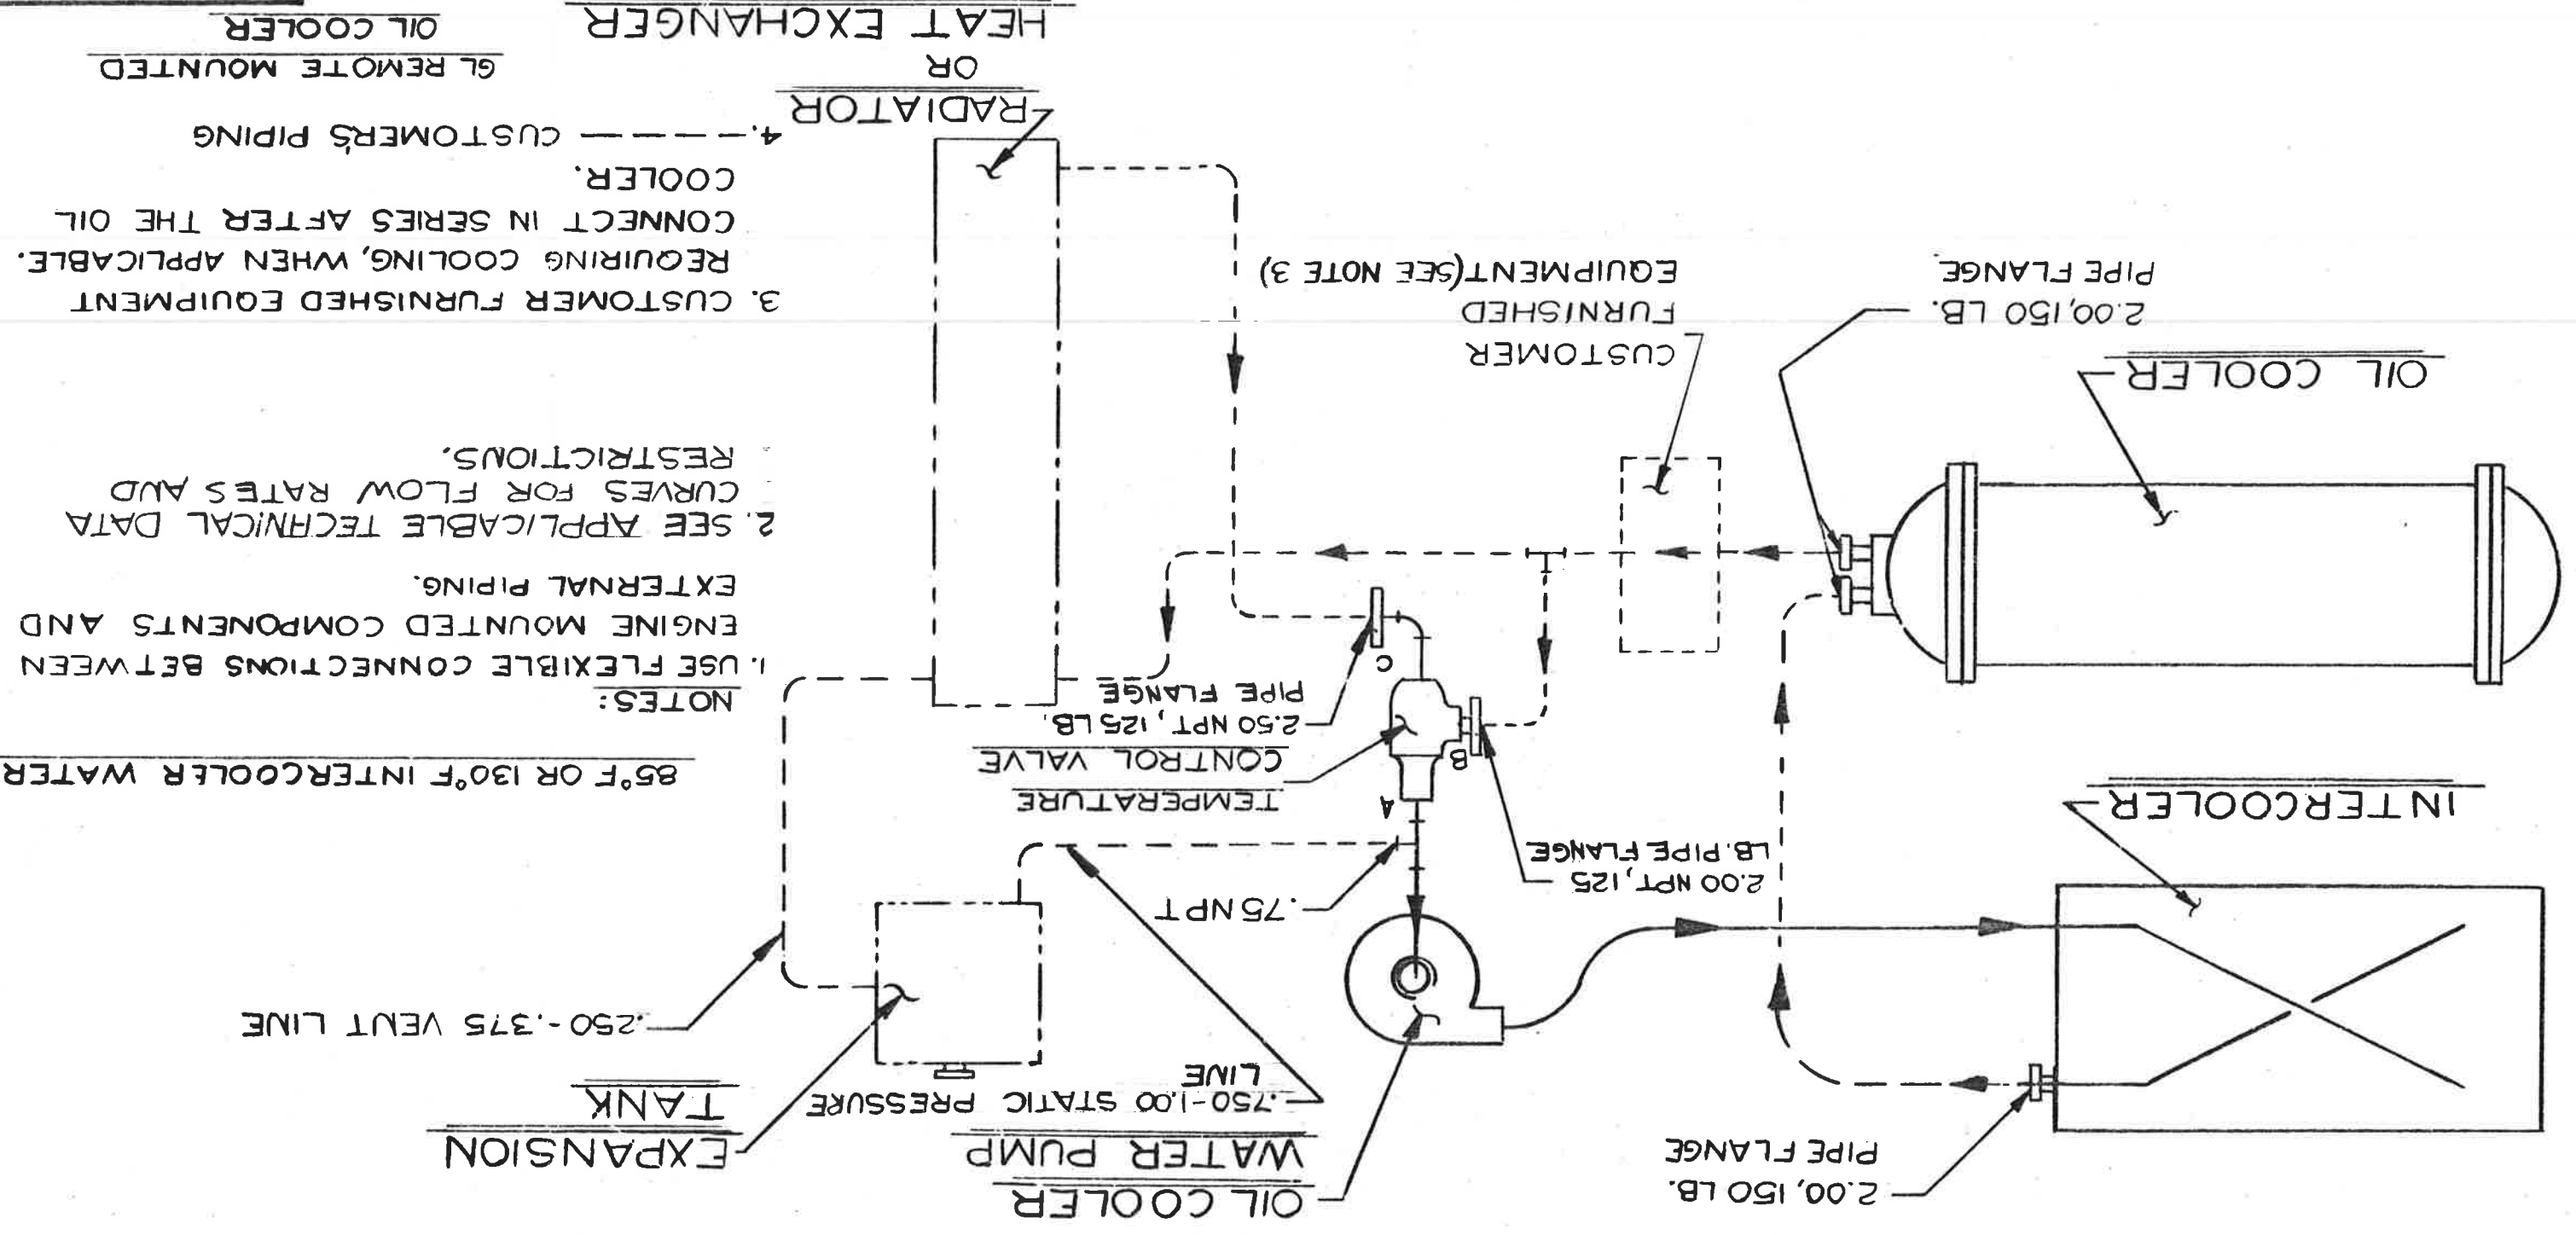 2.00, 150 LB.
PIPE FLANGE
OIL COOLER
WATER PUMP
EXPANSION
TANK
.750-1.00 STATIC PRESSURE
LINE
.250-.375 VENT LINE
INTERCOOLER
2.00 NPT, 125
LB. PIPE FLANGE
.75 NPT
A
TEMPERATURE
CONTROL VALVE
B
2.50 NPT, 125 LB.
PIPE FLANGE
C
85°F OR 130°F INTERCOOLER WATER
NOTES:
1. USE FLEXIBLE CONNECTIONS BETWEEN
ENGINE MOUNTED COMPONENTS AND
EXTERNAL PIPING.
2. SEE APPLICABLE TECHNICAL DATA
CURVES FOR FLOW RATES AND
RESTRICTIONS.
3. CUSTOMER FURNISHED EQUIPMENT
REQUIRING COOLING, WHEN APPLICABLE.
CONNECT IN SERIES AFTER THE OIL
COOLER.
4. ----- CUSTOMER'S PIPING
OIL COOLER
2.00, 150 LB.
PIPE FLANGE
CUSTOMER
FURNISHED
EQUIPMENT (SEE NOTE 3)
RADIATOR
OR
HEAT EXCHANGER
GL REMOTE MOUNTED
OIL COOLER